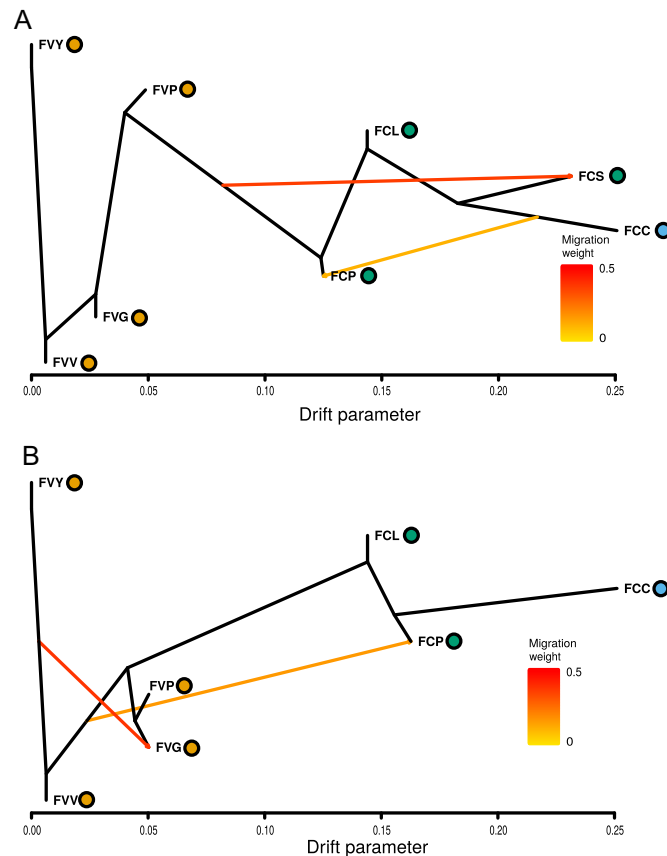 A
FVY
FVP
FCL
FCS
FCC
Migration
weight
0.5
0
FCP
FVG
FVV
0.00 0.05 0.10 0.15 0.20 0.25
Drift parameter
B
FVY
FCL
FCC
FCP
Migration
weight
0.5
0
FVP
FVG
FVV
0.00 0.05 0.10 0.15 0.20 0.25
Drift parameter